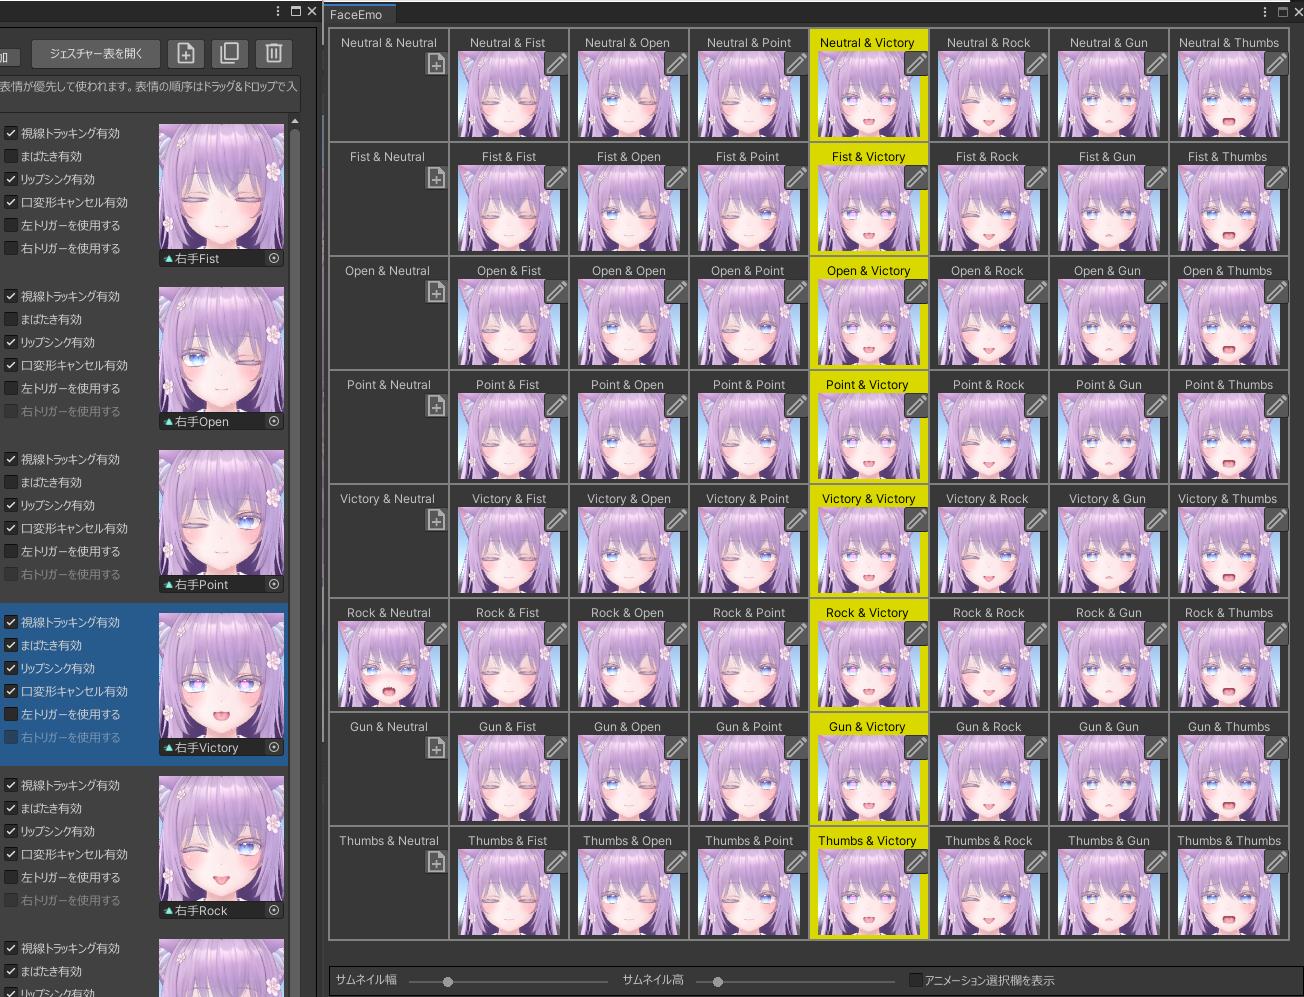 加
ジェスチャー表を開く
表情が優先して使われます。表情の順序はドラッグ&ドロップで入
視線トラッキング有効
まばたき有効
リップシンク有効
口変形キャンセル有効
左トリガーを使用する
右トリガーを使用する
右手Fist
視線トラッキング有効
まばたき有効
リップシンク有効
口変形キャンセル有効
左トリガーを使用する
右トリガーを使用する
右手Open
視線トラッキング有効
まばたき有効
リップシンク有効
口変形キャンセル有効
左トリガーを使用する
右トリガーを使用する
右手Point
視線トラッキング有効
まばたき有効
リップシンク有効
口変形キャンセル有効
左トリガーを使用する
右トリガーを使用する
右手Victory
視線トラッキング有効
まばたき有効
リップシンク有効
口変形キャンセル有効
左トリガーを使用する
右トリガーを使用する
右手Rock
視線トラッキング有効
まばたき有効
リップシンク有効
FaceEmo
Neutral & Neutral Neutral & Fist Neutral & Open Neutral & Point Neutral & Victory Neutral & Rock Neutral & Gun Neutral & Thumbs
Fist & Neutral Fist & Fist Fist & Open Fist & Point Fist & Victory Fist & Rock Fist & Gun Fist & Thumbs
Open & Neutral Open & Fist Open & Open Open & Point Open & Victory Open & Rock Open & Gun Open & Thumbs
Point & Neutral Point & Fist Point & Open Point & Point Point & Victory Point & Rock Point & Gun Point & Thumbs
Victory & Neutral Victory & Fist Victory & Open Victory & Point Victory & Victory Victory & Rock Victory & Gun Victory & Thumbs
Rock & Neutral Rock & Fist Rock & Open Rock & Point Rock & Victory Rock & Rock Rock & Gun Rock & Thumbs
Gun & Neutral Gun & Fist Gun & Open Gun & Point Gun & Victory Gun & Rock Gun & Gun Gun & Thumbs
Thumbs & Neutral Thumbs & Fist Thumbs & Open Thumbs & Point Thumbs & Victory Thumbs & Rock Thumbs & Gun Thumbs & Thumbs
サムネイル幅 サムネイル高 アニメーション選択欄を表示